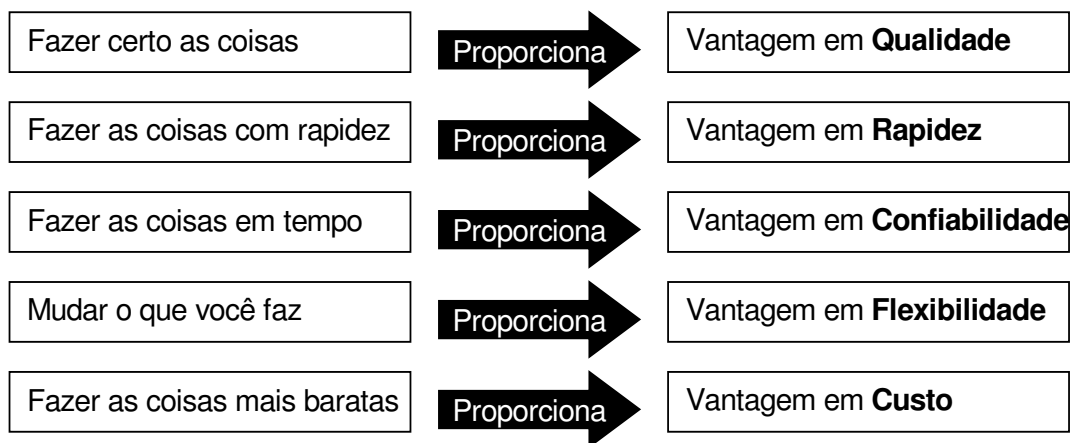 Fazer certo as coisas Proporciona Vantagem em Qualidade
Fazer as coisas com rapidez Proporciona Vantagem em Rapidez
Fazer as coisas em tempo Proporciona Vantagem em Confiabilidade
Mudar o que você faz Proporciona Vantagem em Flexibilidade
Fazer as coisas mais baratas Proporciona Vantagem em Custo